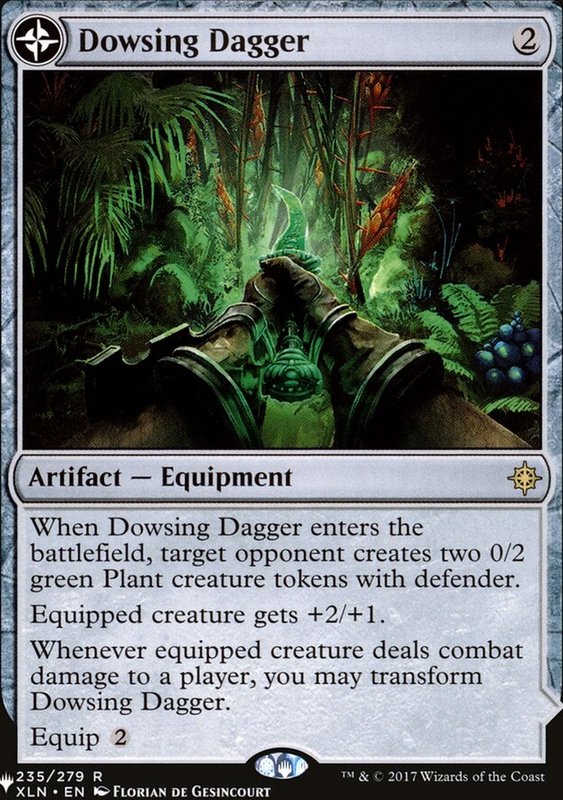 Dowsing Dagger 2
Artifact — Equipment
When Dowsing Dagger enters the
battlefield, target opponent creates two 0/2
green Plant creature tokens with defender.
Equipped creature gets +2/+1.
Whenever equipped creature deals combat
damage to a player, you may transform
Dowsing Dagger.
Equip 2
235/279 R
XLN • EN Florian de Gesincourt
™ & © 2017 Wizards of the Coast